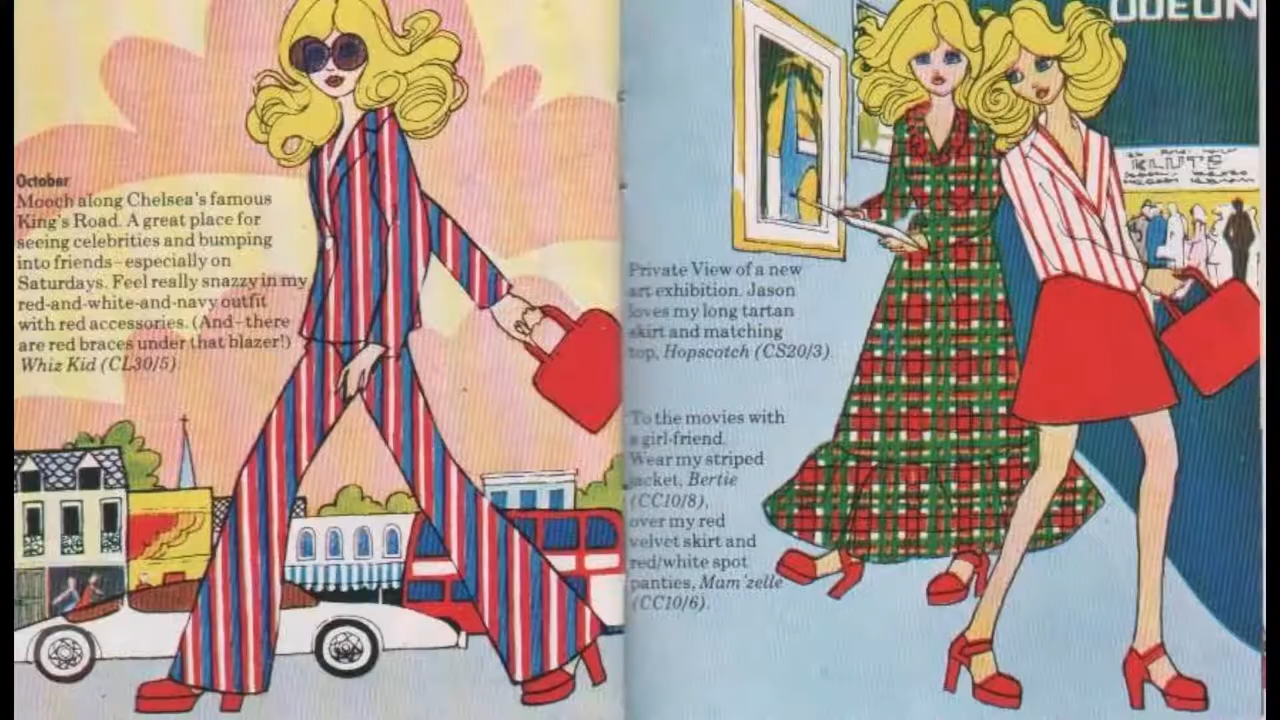 October
Mooch along Chelsea's famous
King's Road. A great place for
seeing celebrities and bumping
into friends–especially on
Saturdays. Feel really snazzy in my
red-and-white-and-navy outfit
with red accessories. (And–there
are red braces under that blazer!)
Whiz Kid (CL30/5)
Private View of a new
art exhibition. Jason
loves my long tartan
skirt and matching
top, Hopscotch (CS20/3).
To the movies with
a girl-friend.
Wear my striped
jacket, Bertie
(CC10/8),
over my red
velvet skirt and
red/white spot
panties, Mam'zelle
(CC10/6).
ODEON
KLUTE